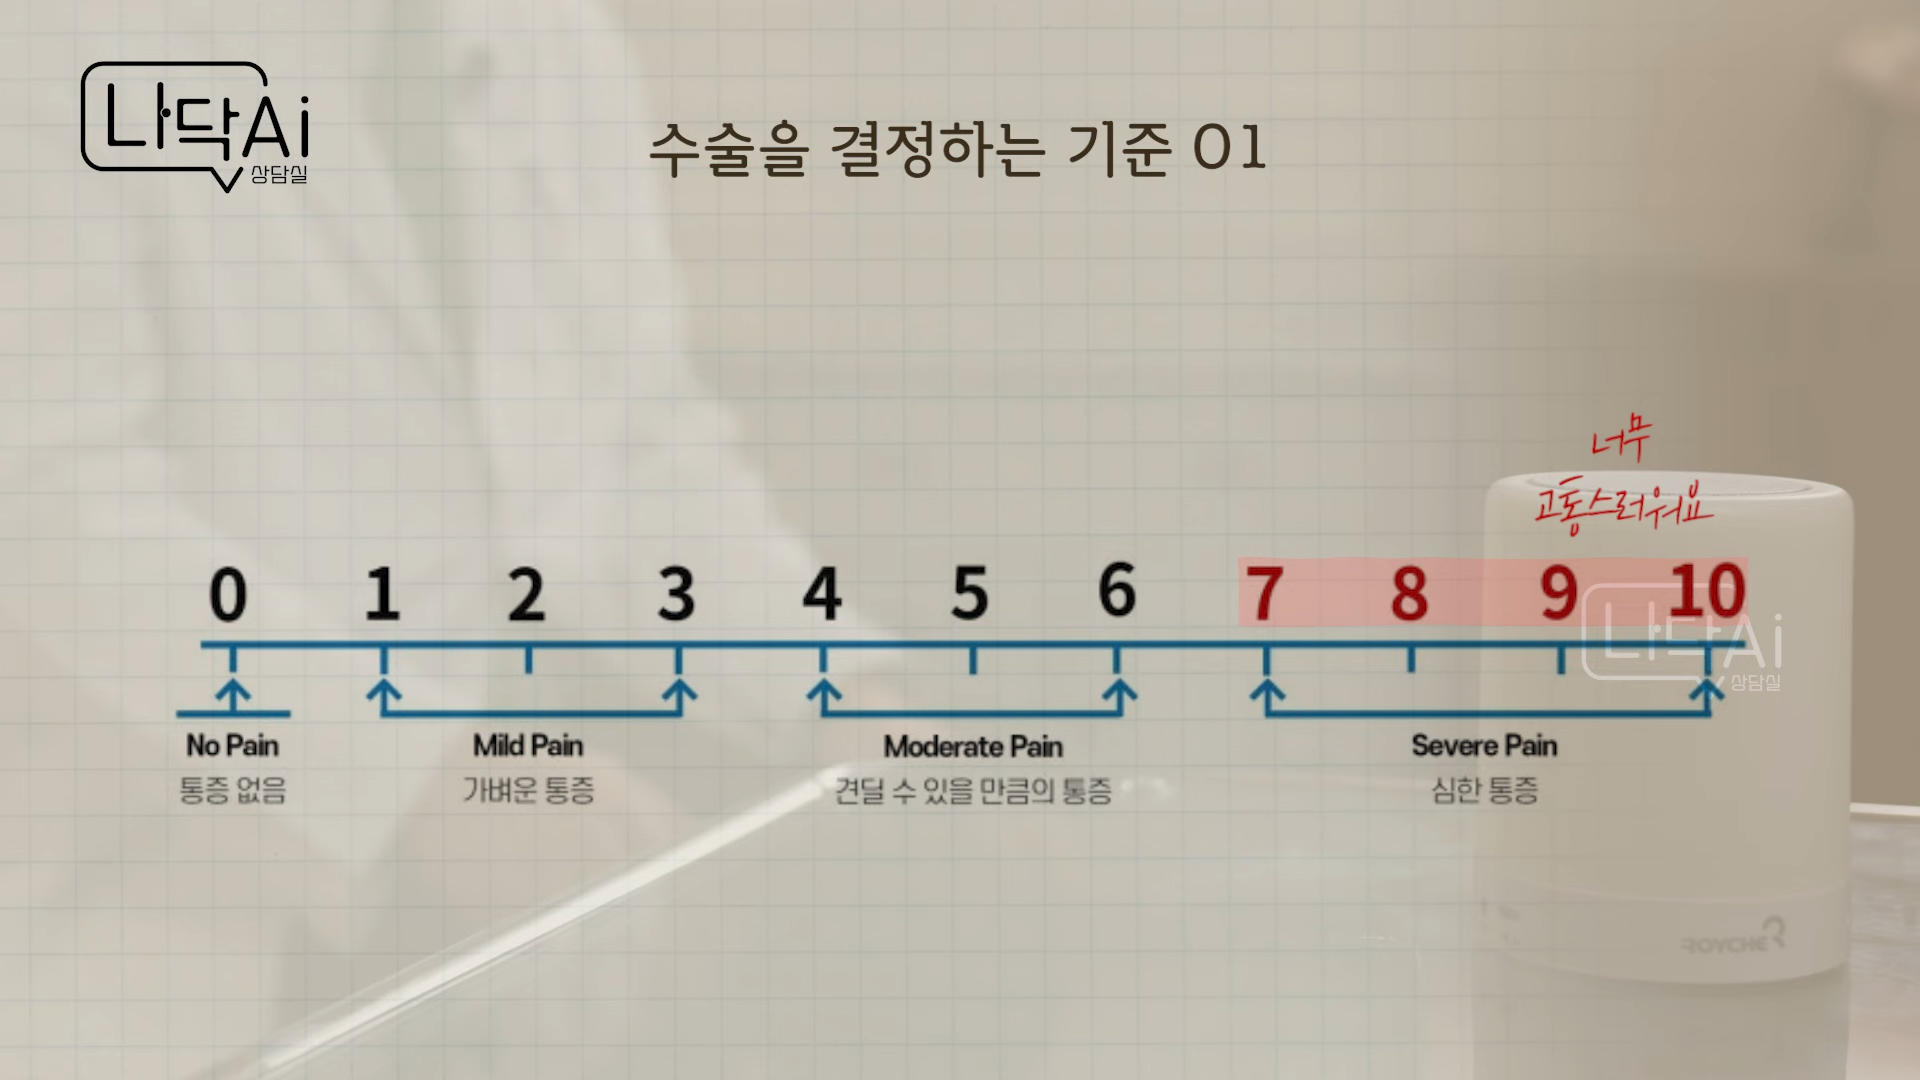 나닥Ai
상담실
수술을 결정하는 기준 01
너무
고통스러워요
0 1 2 3 4 5 6 7 8 9 10
나닥Ai
상담실
No Pain Mild Pain Moderate Pain Severe Pain
통증 없음 가벼운 통증 견딜 수 있을 만큼의 통증 심한 통증
ROYCHE